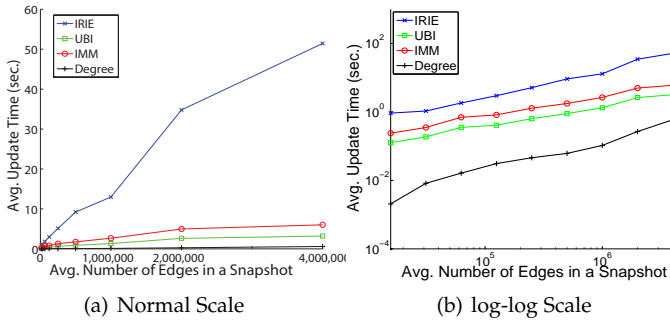 60
50
40
30
20
10
0
IRIE
UBI
IMM
Degree
Avg. Update Time (sec.)
1,000,000
2,000,000
4,000,000
Avg. Number of Edges in a Snapshot
(a) Normal Scale
10^2
10^0
10^-2
10^-4
IRIE
UBI
IMM
Degree
Avg. Update Time (sec.)
10^5
10^6
Avg. Number of Edges in a Snapshot
(b) log-log Scale